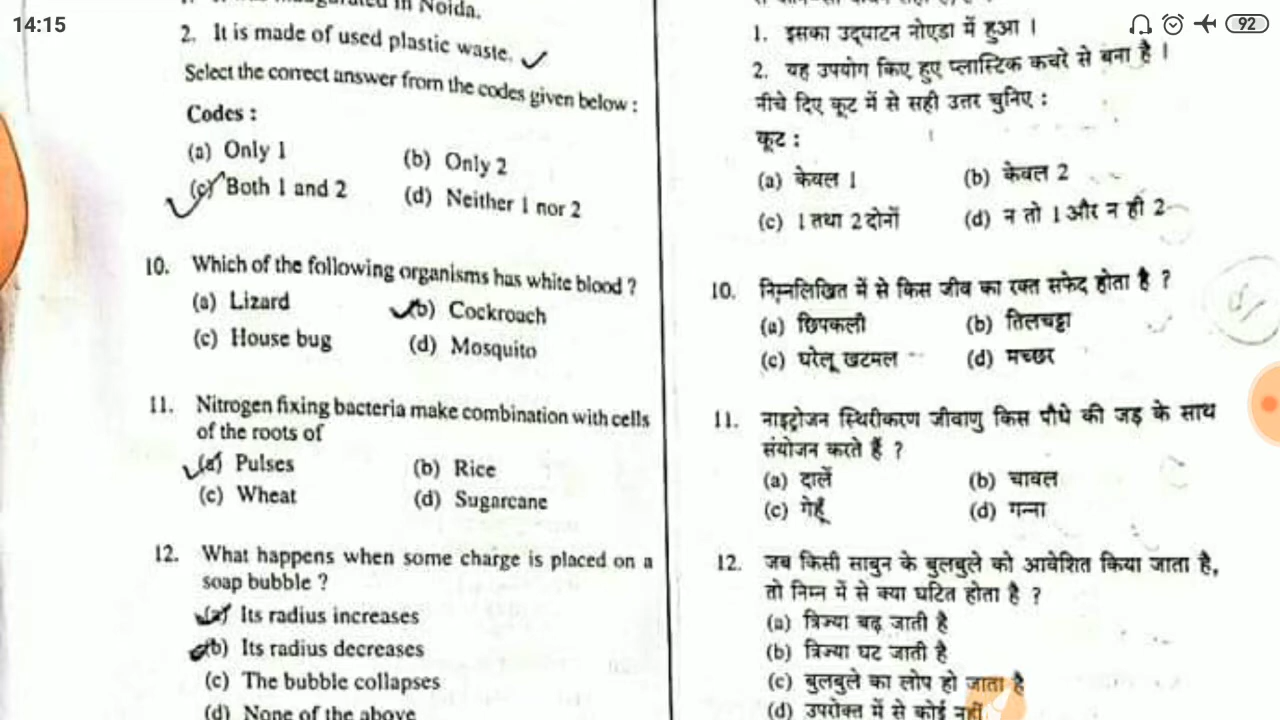 14:15
92
1. It was inaugurated in Noida.
2. It is made of used plastic waste.
Select the correct answer from the codes given below :
Codes :
(a) Only 1
(b) Only 2
(c) Both 1 and 2
(d) Neither 1 nor 2
10. Which of the following organisms has white blood ?
(a) Lizard
(b) Cockroach
(c) House bug
(d) Mosquito
11. Nitrogen fixing bacteria make combination with cells
of the roots of
(a) Pulses
(b) Rice
(c) Wheat
(d) Sugarcane
12. What happens when some charge is placed on a
soap bubble ?
(a) Its radius increases
(b) Its radius decreases
(c) The bubble collapses
(d) None of the above
1. इसका उद्घाटन नोएडा में हुआ ।
2. यह उपयोग किए हुए प्लास्टिक कचरे से बना है ।
नीचे दिए कूट में से सही उत्तर चुनिए :
कूट :
(a) केवल 1
(b) केवल 2
(c) 1 तथा 2 दोनों
(d) न तो 1 और न ही 2
10. निम्नलिखित में से किस जीव का रक्त सफेद होता है ?
(a) छिपकली
(b) तिलचट्टा
(c) घरेलू खटमल
(d) मच्छर
11. नाइट्रोजन स्थिरीकरण जीवाणु किस पौधे की जड़ के साथ
संयोजन करते हैं ?
(a) दालें
(b) चावल
(c) गेहूँ
(d) गन्ना
12. जब किसी साबुन के बुलबुले को आवेशित किया जाता है,
तो निम्न में से क्या घटित होता है ?
(a) त्रिज्या बढ़ जाती है
(b) त्रिज्या घट जाती है
(c) बुलबुले का लोप हो जाता है
(d) उपरोक्त में से कोई नहीं